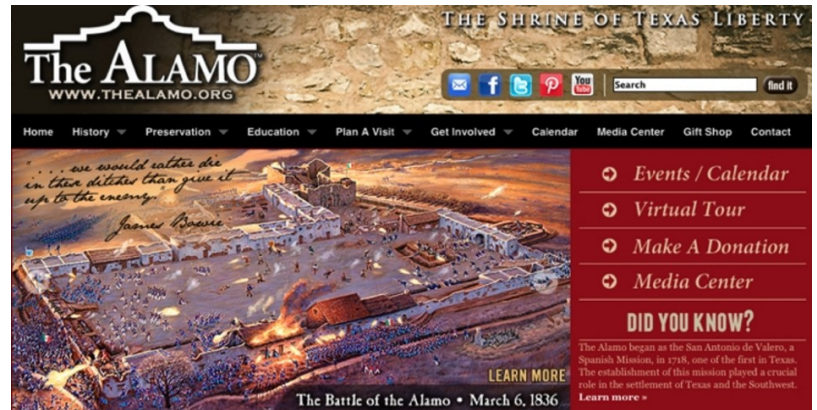 THE SHRINE OF TEXAS LIBERTY
The ALAMO
WWW.THEALAMO.ORG
You
Tube
Search
find it
Home History Preservation Education Plan A Visit Get Involved Calendar Media Center Gift Shop Contact
". . . . we would rather die
in these ditches than give it
up to the enemy."
James Bowie
Events / Calendar
Virtual Tour
Make A Donation
Media Center
DID YOU KNOW?
The Alamo began as the San Antonio de Valero, a
Spanish Mission, in 1718, one of the first in Texas.
The establishment of this mission played a crucial
role in the settlement of Texas and the Southwest.
Learn more »
LEARN MORE
The Battle of the Alamo • March 6, 1836